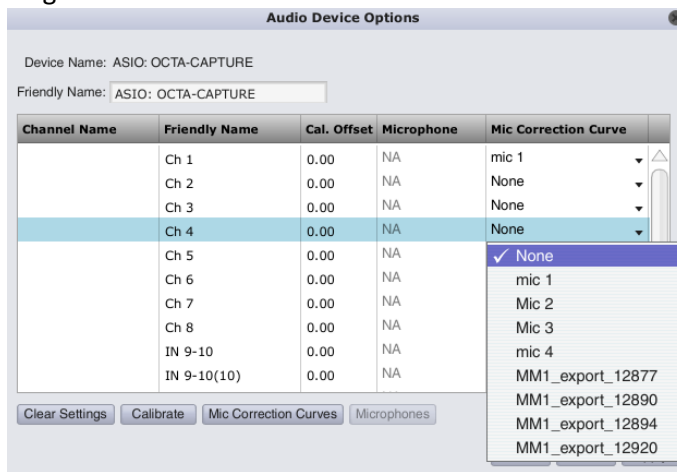 Audio Device Options
Device Name: ASIO: OCTA-CAPTURE
Friendly Name: ASIO: OCTA-CAPTURE
Channel Name Friendly Name Cal. Offset Microphone Mic Correction Curve
Ch 1 0.00 NA mic 1
Ch 2 0.00 NA None
Ch 3 0.00 NA None
Ch 4 0.00 NA None
Ch 5 0.00 NA ✓ None
Ch 6 0.00 NA mic 1
Ch 7 0.00 NA Mic 2
Ch 8 0.00 NA Mic 3
IN 9-10 0.00 NA mic 4
IN 9-10(10) 0.00 NA MM1_export_12877
MM1_export_12890
Clear Settings Calibrate Mic Correction Curves Microphones MM1_export_12894
MM1_export_12920